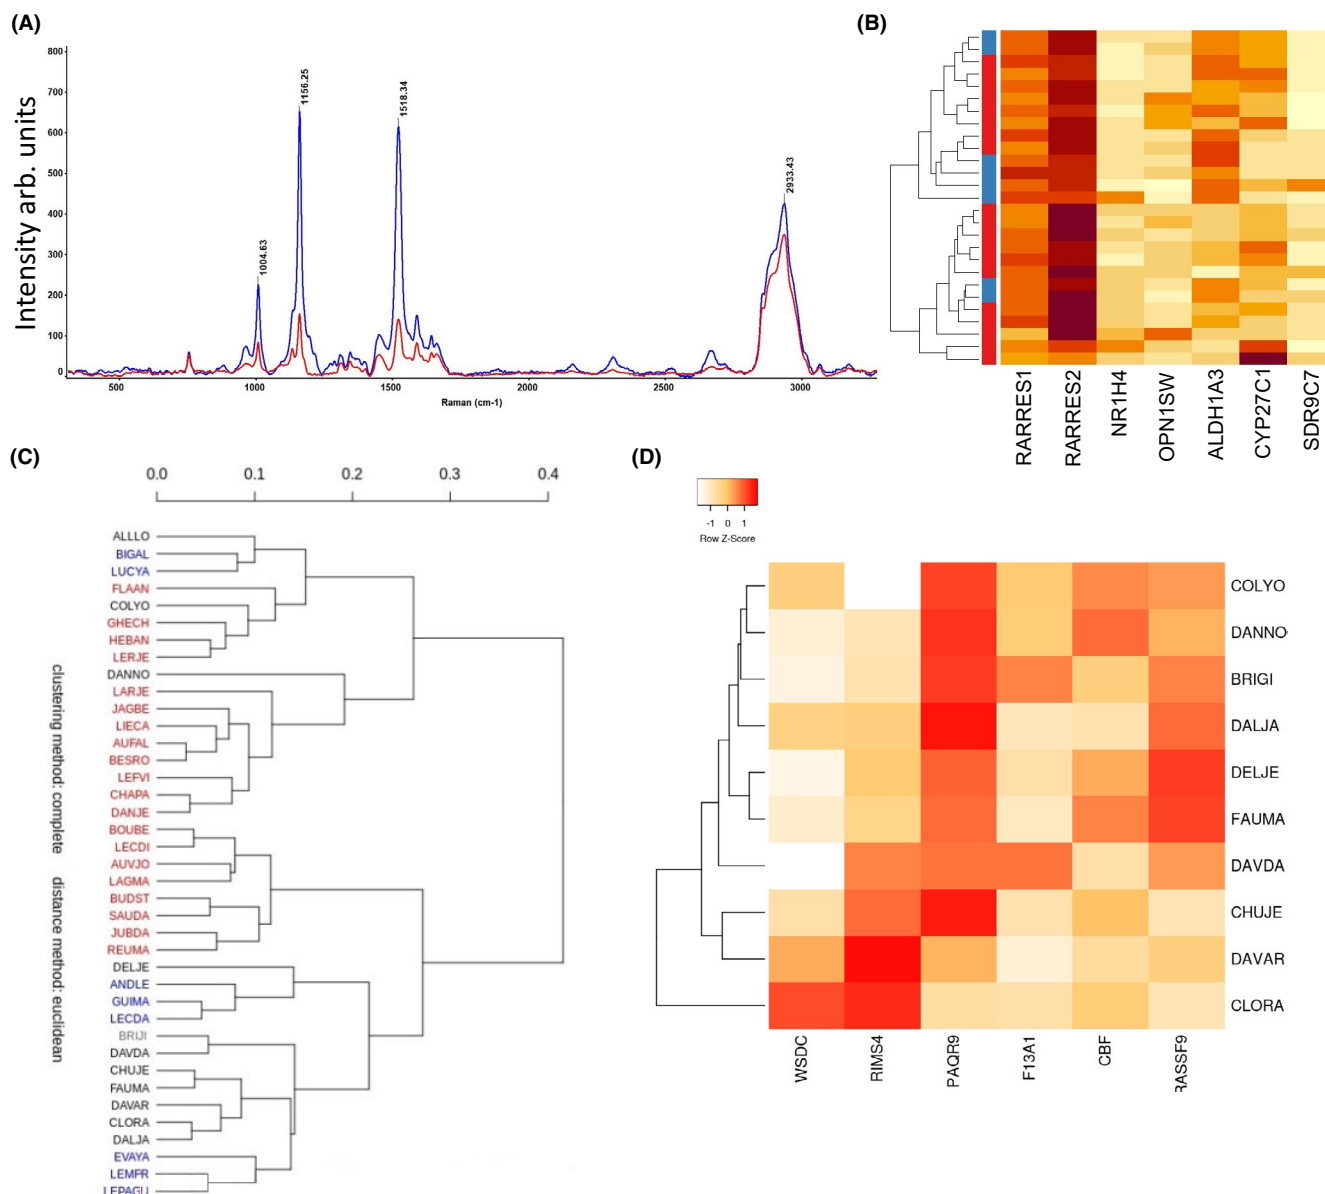 (A)
Intensity arb. units
800
700
600
500
400
300
200
100
0
1004.63
1156.25
1518.34
2933.43
500
1000
1500
2000
2500
3000
Raman (cm-1)
(B)
RARRES1
RARRES2
NR1H4
OPN1SW
ALDH1A3
CYP27C1
SDR9C7
(C)
0.0 0.1 0.2 0.3 0.4
clustering method: complete distance method: euclidean
ALLLO
BIGAL
LUCYA
FLAAN
COLYO
GHECH
HEBAN
LERJE
DANNO
LARJE
JAGBE
LIECA
AUFAL
BESRO
LEFVI
CHAPA
DANJE
BOUBE
LECDI
AUVJO
LAGMA
BUDST
SAUDA
JUBDA
REUMA
DELJE
ANDLE
GUIMA
LECDA
BRIJI
DAVDA
CHUJE
FAUMA
DAVAR
CLORA
DALJA
EVAYA
LEMFR
LEPAGU
(D)
-1 0 1
Row Z-Score
COLYO
DANNO
BRIGI
DALJA
DELJE
FAUMA
DAVDA
CHUJE
DAVAR
CLORA
WSDC
RIMS4
PAQR9
F13A1
CBF
RASSF9